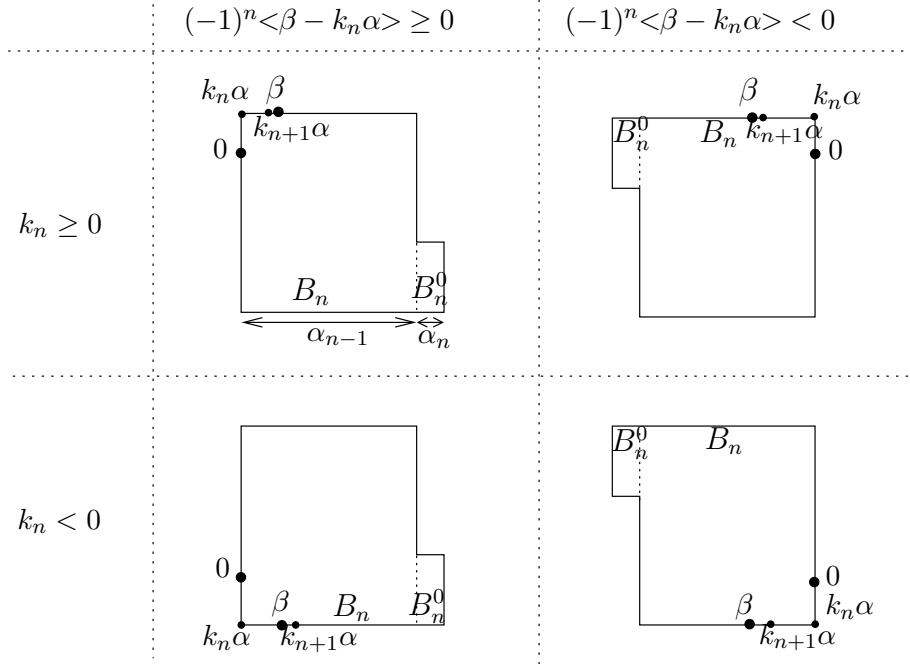 (-1)^n<β - k_nα> ≥ 0
(-1)^n<β - k_nα> < 0
k_n ≥ 0
k_nα
β
k_{n+1}α
0
B_n
B_n^0
α_{n-1}
α_n
B_n^0
B_n
β
k_{n+1}α
k_nα
0
k_n < 0
0
k_nα
β
k_{n+1}α
B_n
B_n^0
B_n^0
B_n
0
β
k_{n+1}α
k_nα